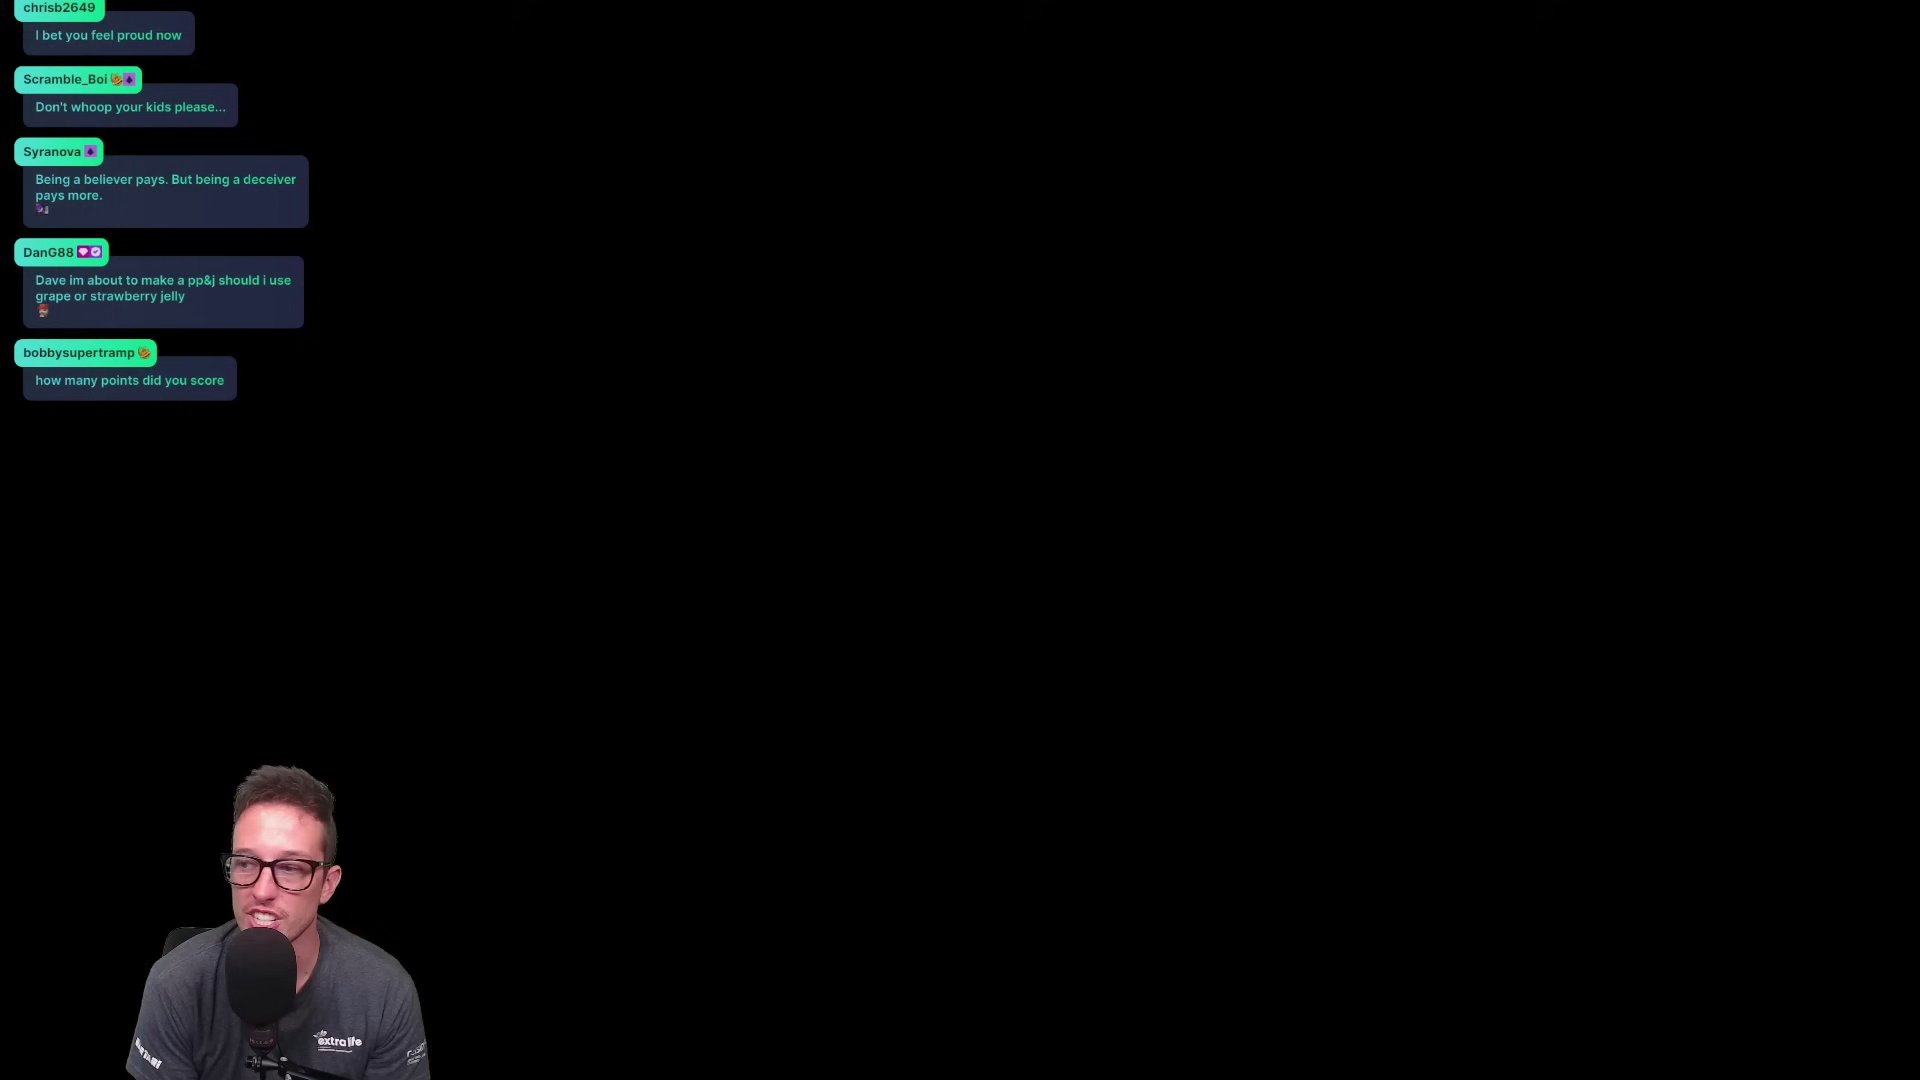 chrisb2649
I bet you feel proud now
Scramble_Boi
Don't whoop your kids please...
Syranova
Being a believer pays. But being a deceiver
pays more.
DanG88
Dave im about to make a pp&j should i use
grape or strawberry jelly
bobbysupertramp
how many points did you score
extra life